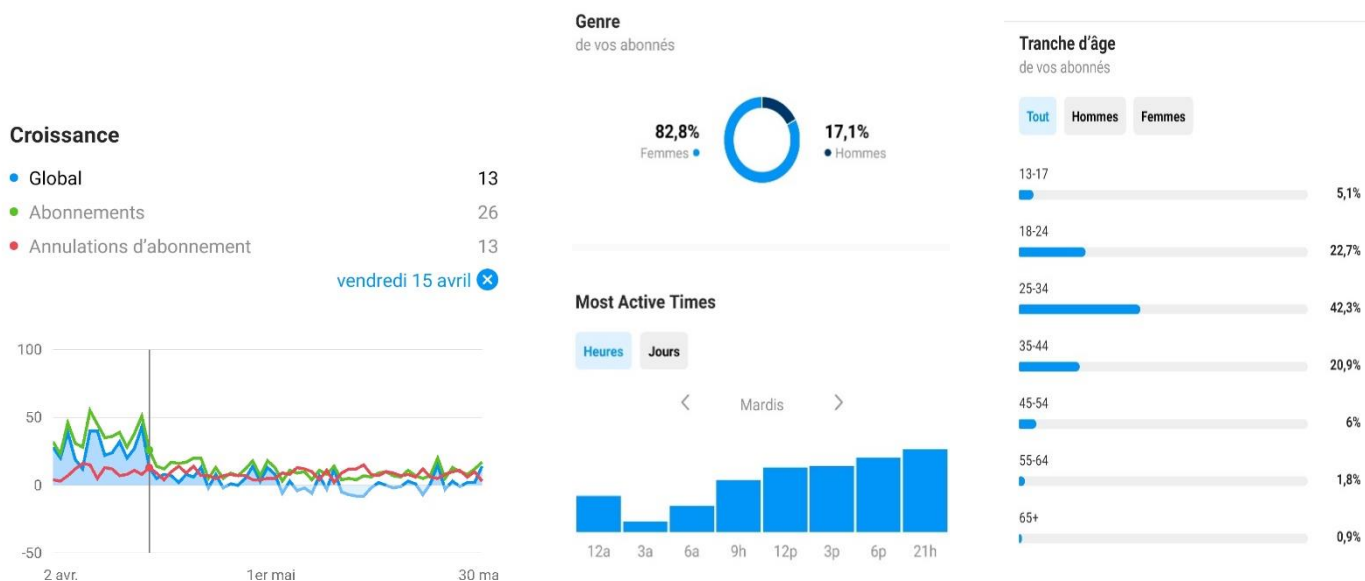 Croissance
Global 13
Abonnements 26
Annulations d'abonnement 13
vendredi 15 avril
100
50
0
-50
2 avr. 1er mai 30 ma
Genre
de vos abonnés
82,8% 17,1%
Femmes Hommes
Most Active Times
Heures Jours
Mardis
12a 3a 6a 9h 12p 3p 6p 21h
Tranche d'âge
de vos abonnés
Tout Hommes Femmes
13-17
5,1%
18-24
22,7%
25-34
42,3%
35-44
20,9%
45-54
6%
55-64
1,8%
65+
0,9%